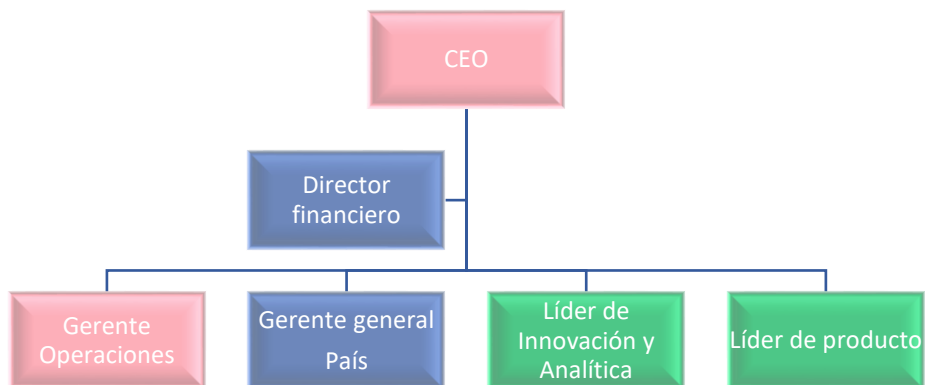 CEO
Director
financiero
Gerente
Operaciones
Gerente general
País
Líder de
Innovación y
Analítica
Líder de producto